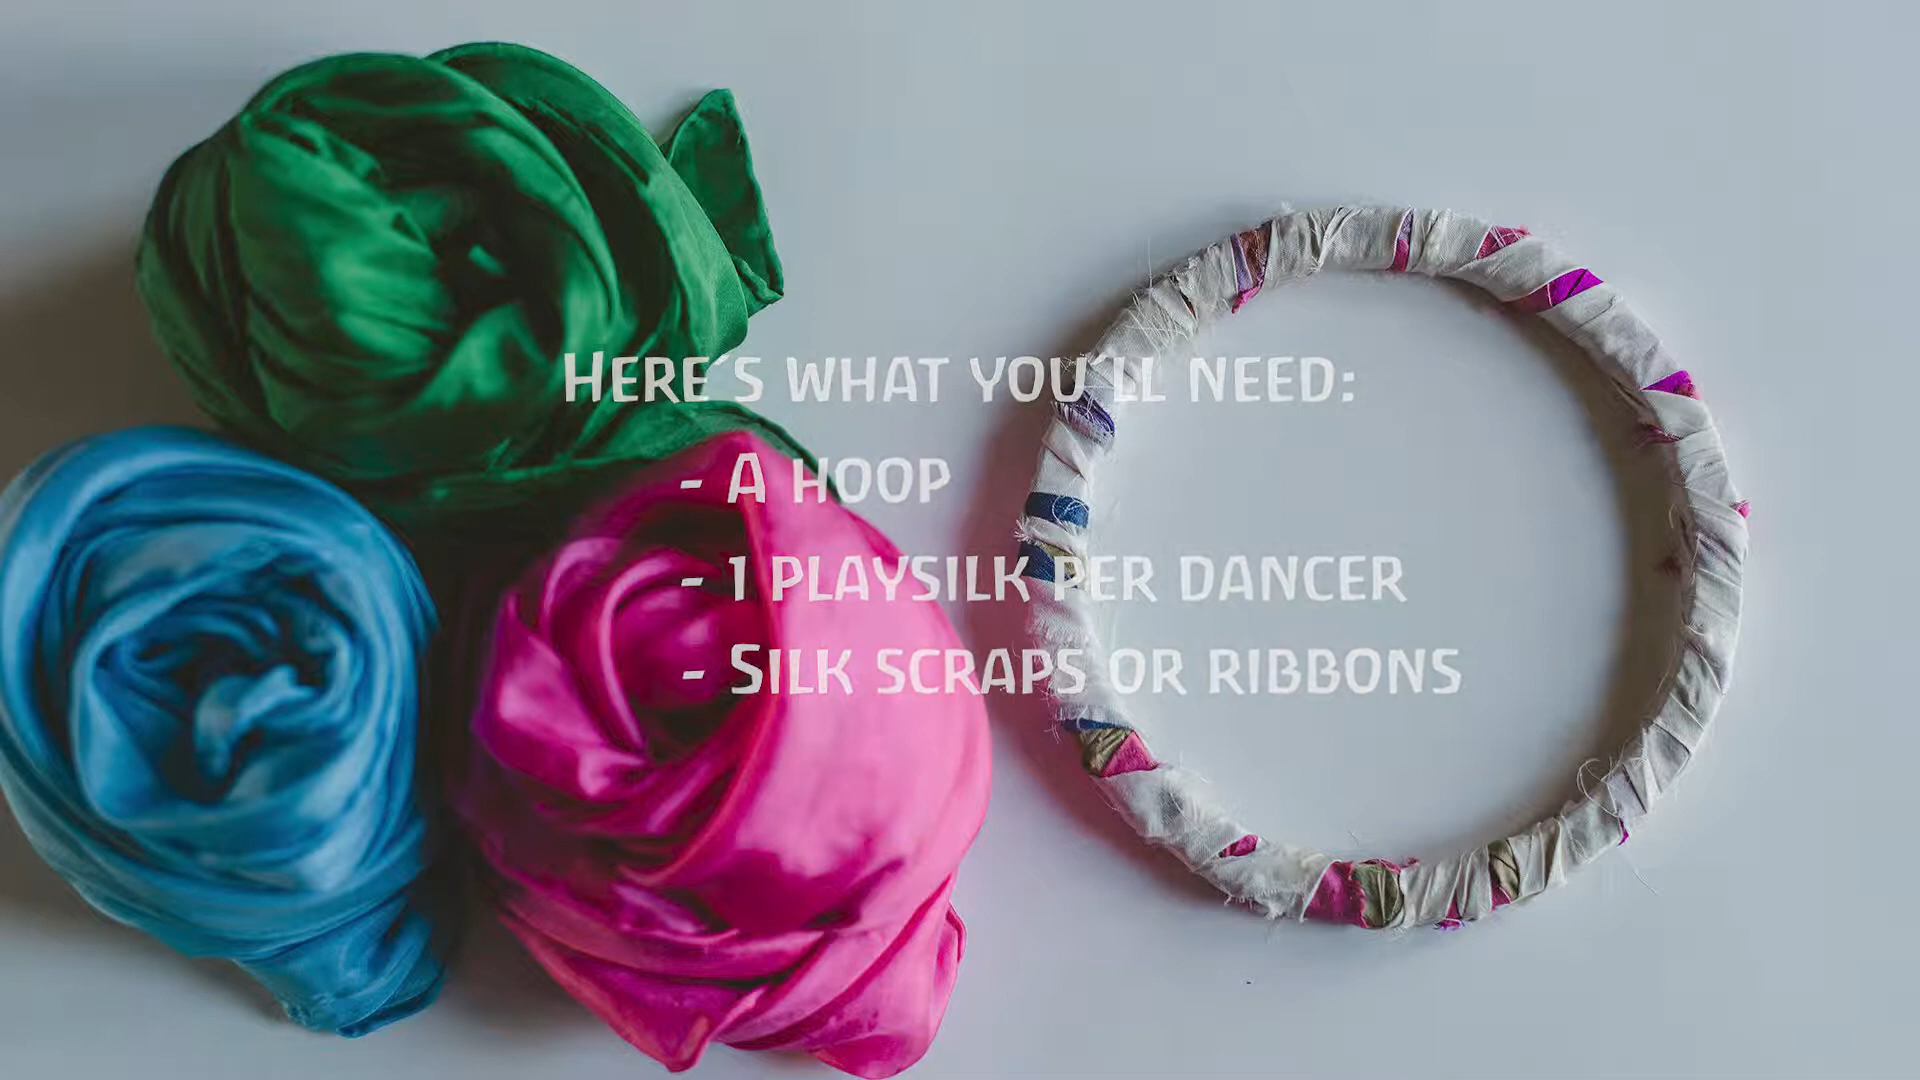 Here´s what you´ll need:
- A hoop
- 1 playsilk per dancer
- Silk scraps or ribbons